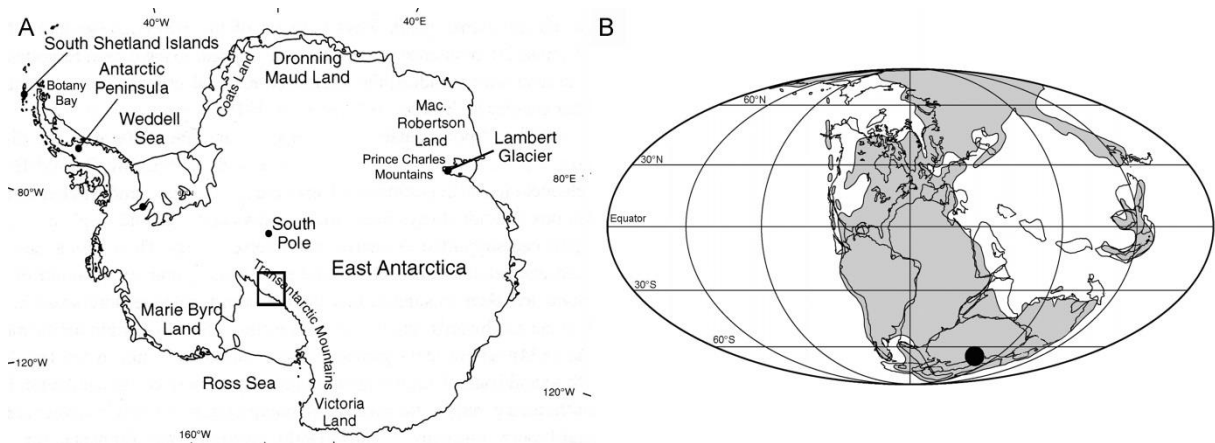 A
40°W
40°E
South Shetland Islands
Antarctic
Peninsula
Botany
Bay
Weddell
Sea
Coats Land
Dronning
Maud Land
Mac.
Robertson
Land
Prince Charles
Mountains
Lambert
Glacier
80°W
80°E
South
Pole
Transantarctic Mountains
East Antarctica
Marie Byrd
Land
120°W
Ross Sea
Victoria
Land
120°E
160°W
B
60°N
30°N
Equator
30°S
60°S